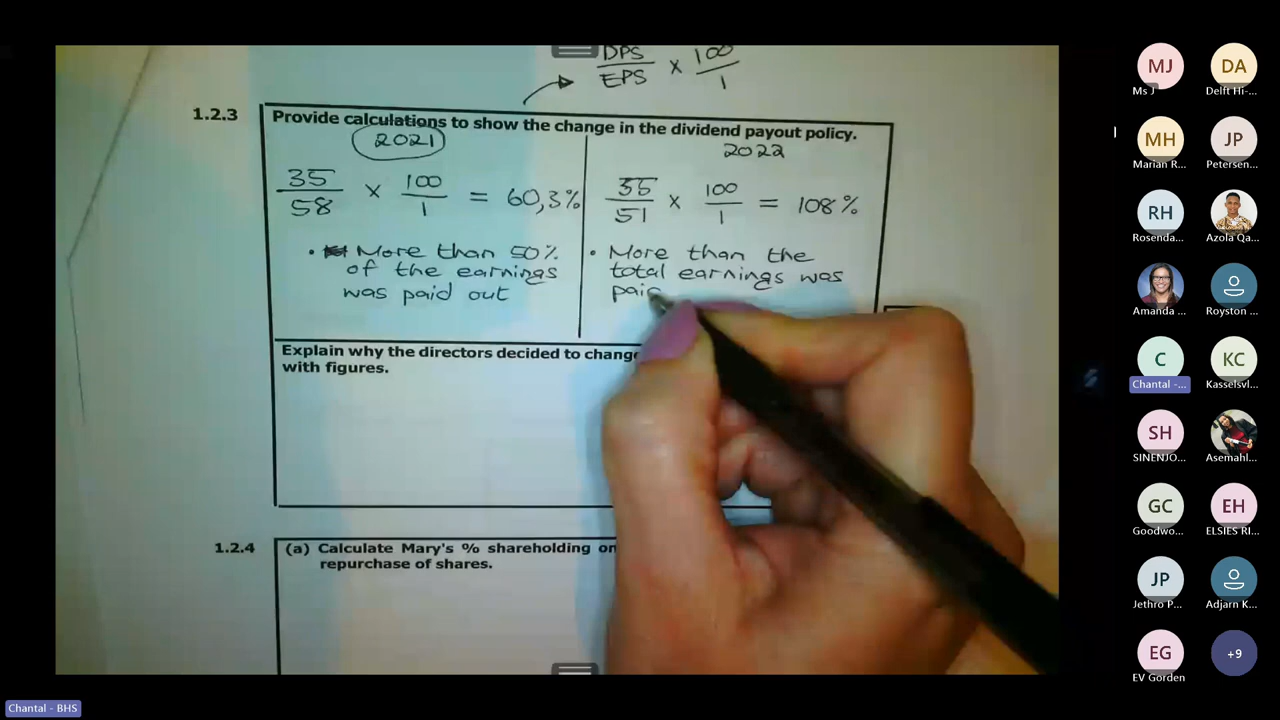 DPS
EPS × 100
1
1.2.3
Provide calculations to show the change in the dividend payout policy.
2021
2022
35
58 × 100
1 = 60,3%
55
51 × 100
1 = 108%
• More than 50%
of the earnings
was paid out
• More than the
total earnings was
paid
Explain why the directors decided to change
with figures.
1.2.4
(a) Calculate Mary's % shareholding on
repurchase of shares.
MJ
Ms J
DA
Delft Hi-...
MH
Marian R...
JP
Petersen...
RH
Rosenda...
Azola Qa...
Amanda ...
Royston ...
C
Chantal -...
KC
Kasselsvl...
SH
SINENJO...
Asemahl...
GC
Goodwo...
EH
ELSIES RI...
JP
Jethro P...
Adjarn K...
EG
EV Gorden
+9
Chantal - BHS